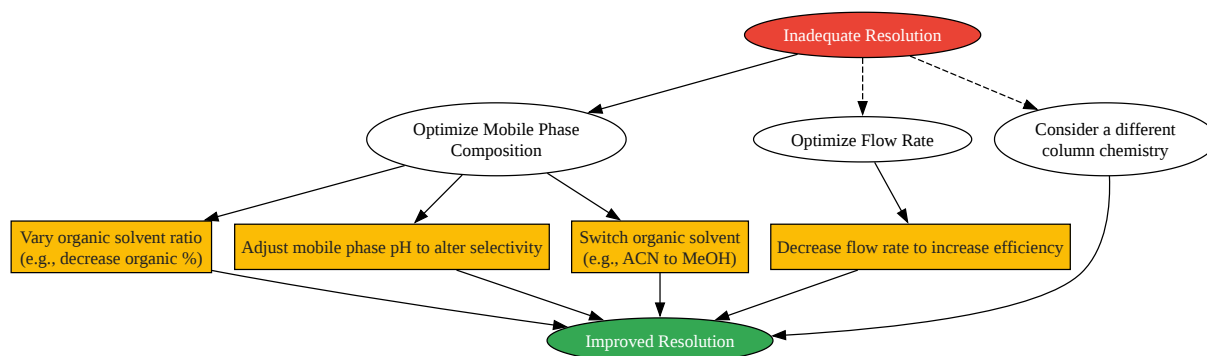 Inadequate Resolution
Optimize Mobile Phase
Composition
Optimize Flow Rate
Consider a different
column chemistry
Vary organic solvent ratio
(e.g., decrease organic %)
Adjust mobile phase pH to alter selectivity
Switch organic solvent
(e.g., ACN to MeOH)
Decrease flow rate to increase efficiency
Improved Resolution